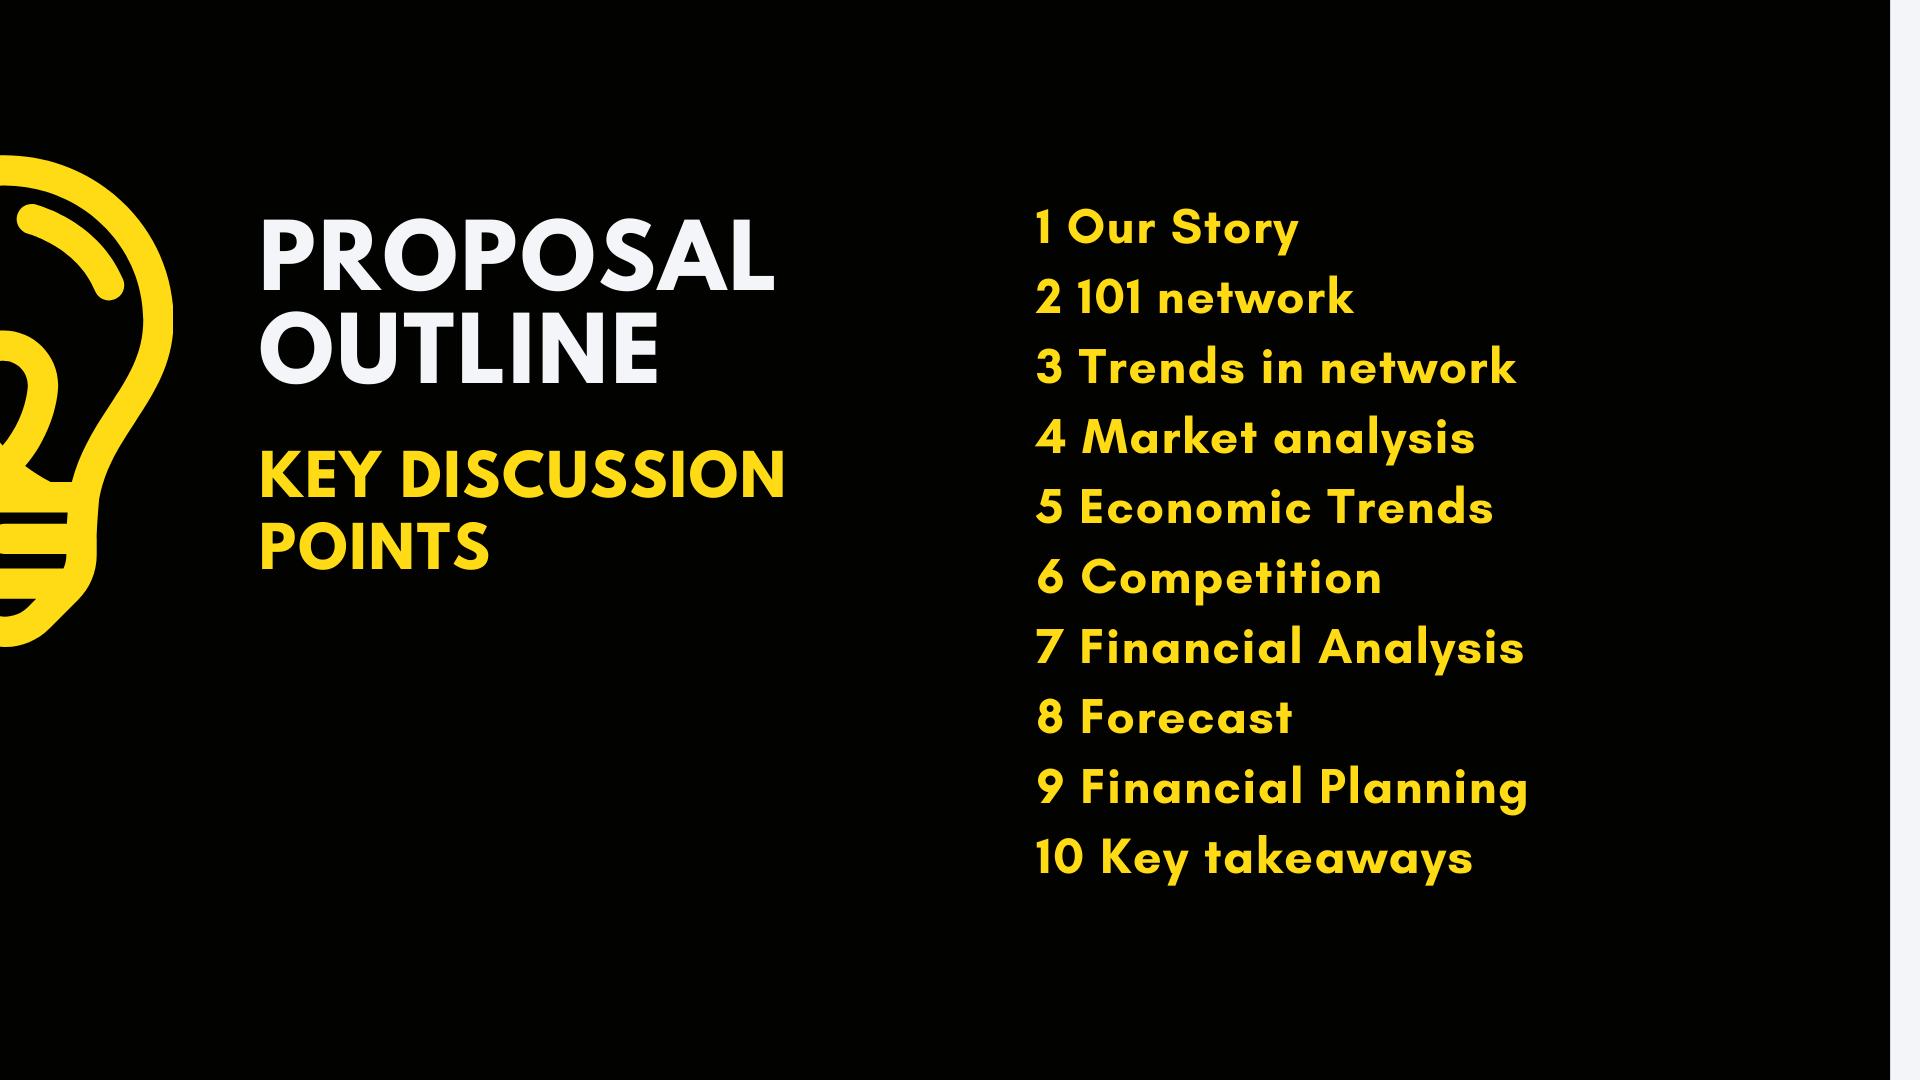 PROPOSAL
OUTLINE
KEY DISCUSSION
POINTS
1 Our Story
2 101 network
3 Trends in network
4 Market analysis
5 Economic Trends
6 Competition
7 Financial Analysis
8 Forecast
9 Financial Planning
10 Key takeaways